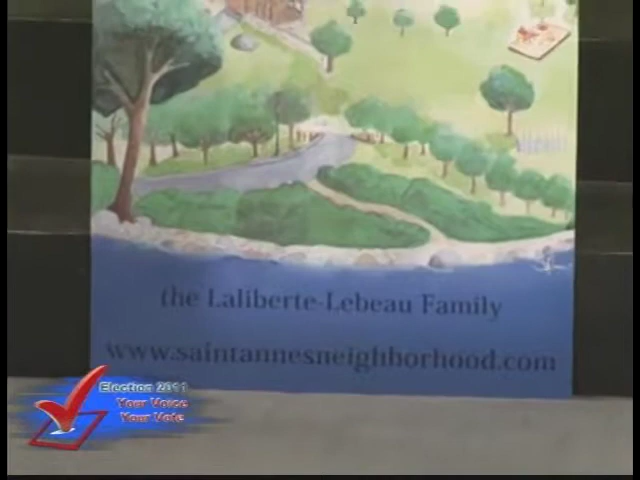 the Laliberte-Lebeau Family
www.saintannesneighborhood.com
Election 2011
Your Voice
Your Vote